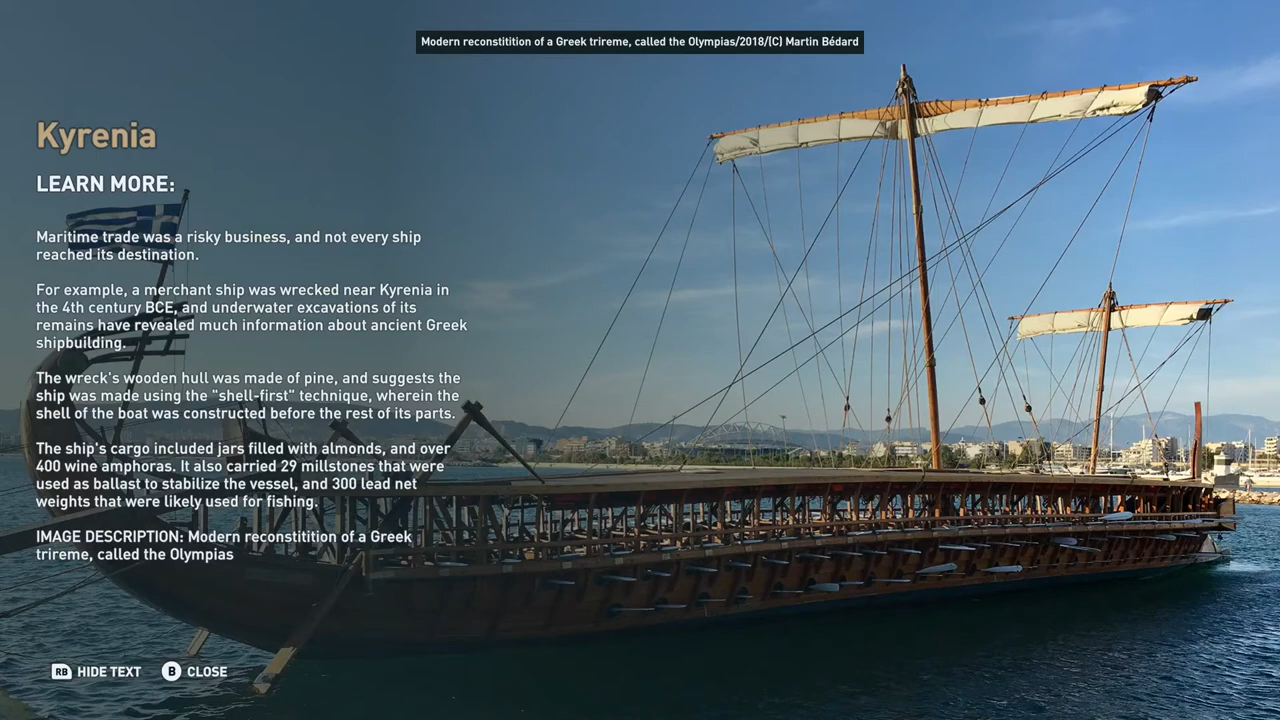 Modern reconstitition of a Greek trireme, called the Olympias/2018/(C) Martin Bédard
Kyrenia
LEARN MORE:
Maritime trade was a risky business, and not every ship
reached its destination.
For example, a merchant ship was wrecked near Kyrenia in
the 4th century BCE, and underwater excavations of its
remains have revealed much information about ancient Greek
shipbuilding.
The wreck's wooden hull was made of pine, and suggests the
ship was made using the "shell-first" technique, wherein the
shell of the boat was constructed before the rest of its parts.
The ship's cargo included jars filled with almonds, and over
400 wine amphoras. It also carried 29 millstones that were
used as ballast to stabilize the vessel, and 300 lead net
weights that were likely used for fishing.
IMAGE DESCRIPTION: Modern reconstitition of a Greek
trireme, called the Olympias
RB HIDE TEXT B CLOSE